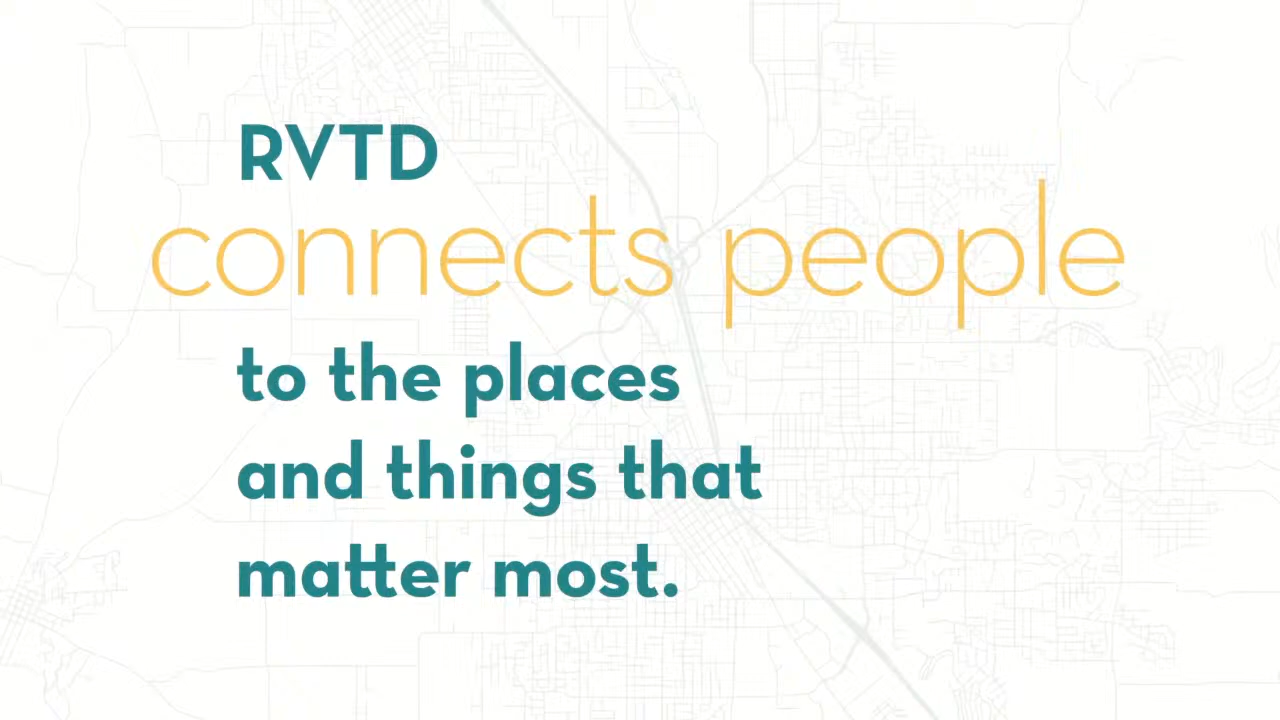 RVTD
connects people
to the places
and things that
matter most.